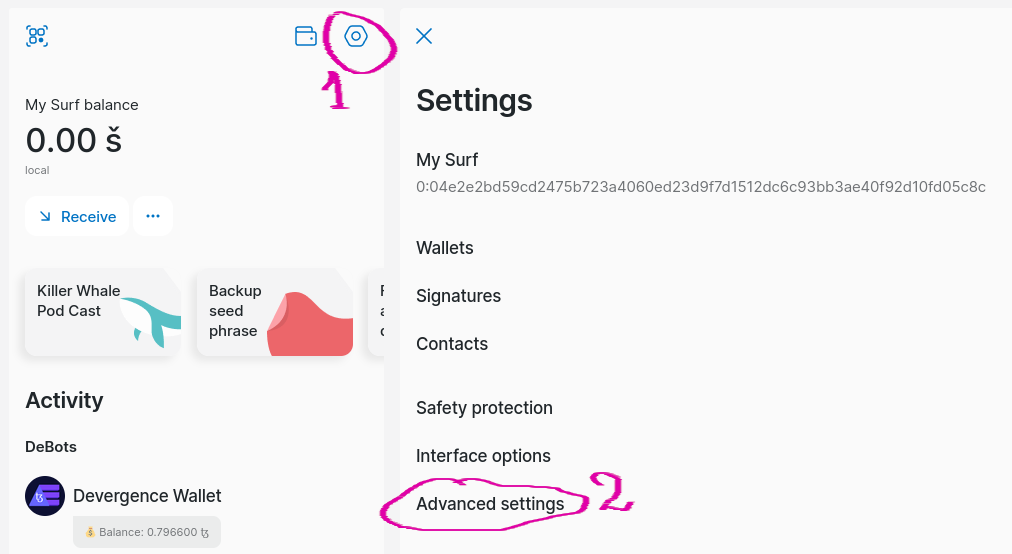 1
My Surf balance
0.00 š
local
Receive
Killer Whale
Pod Cast
Backup
seed
phrase
Activity
DeBots
Devergence Wallet
Balance: 0.796600 ꜩ
Settings
My Surf
0:04e2e2bd59cd2475b723a4060ed23d9f7d1512dc6c93bb3ae40f92d10fd05c8c
Wallets
Signatures
Contacts
Safety protection
Interface options
Advanced settings 2